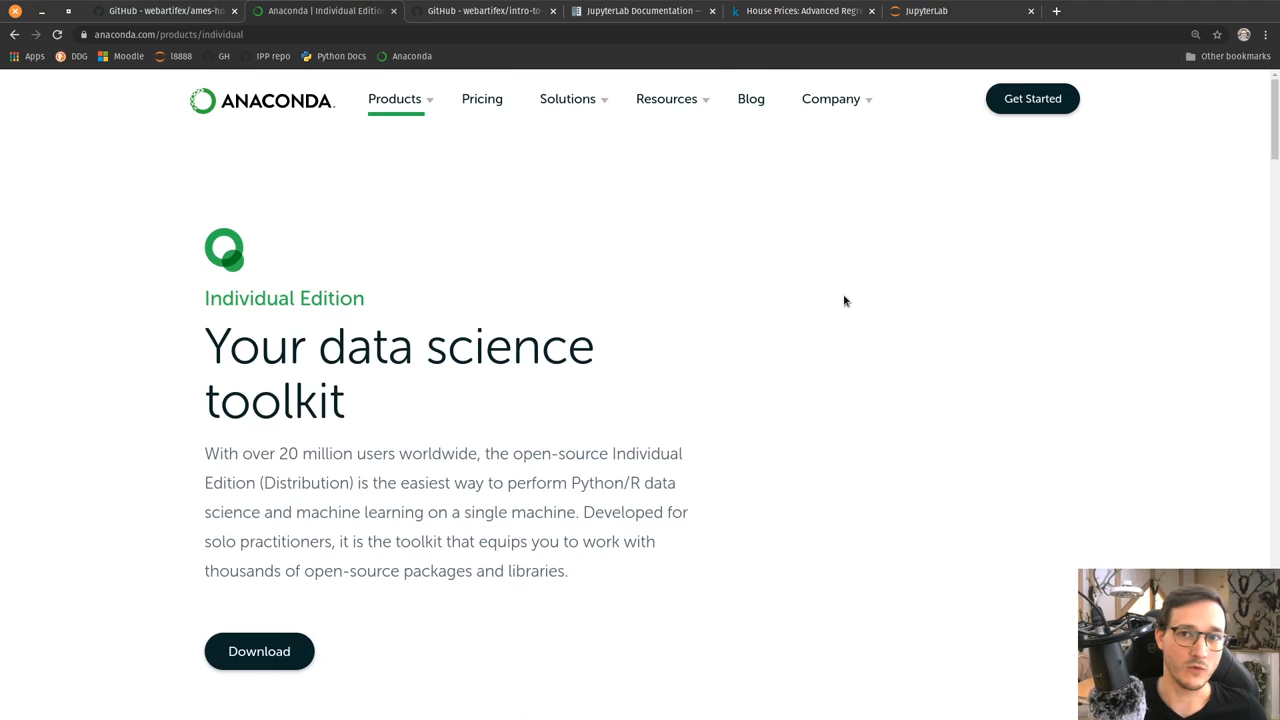 GitHub - webartifex/ames-ho
Anaconda | Individual Editio
GitHub - webartifex/intro-to-
JupyterLab Documentation —
House Prices: Advanced Regre
JupyterLab
anaconda.com/products/individual
Apps
DDG
Moodle
l8888
GH
IPP repo
Python Docs
Anaconda
Other bookmarks
ANACONDA.
Products
Pricing
Solutions
Resources
Blog
Company
Get Started
Individual Edition
Your data science
toolkit
With over 20 million users worldwide, the open-source Individual
Edition (Distribution) is the easiest way to perform Python/R data
science and machine learning on a single machine. Developed for
solo practitioners, it is the toolkit that equips you to work with
thousands of open-source packages and libraries.
Download